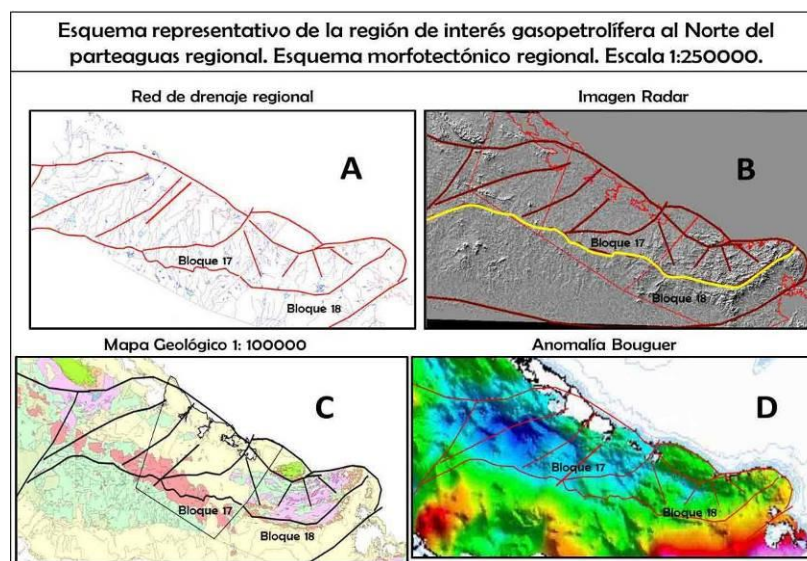 Esquema representativo de la región de interés gasopetrolífera al Norte del
parteaguas regional. Esquema morfotectónico regional. Escala 1:250000.
Red de drenaje regional
Imagen Radar
A
Bloque 17
Bloque 18
B
Bloque 17
Bloque 18
Mapa Geológico 1: 100000
Anomalía Bouguer
C
Bloque 17
Bloque 18
D
Bloque 17
Bloque 18